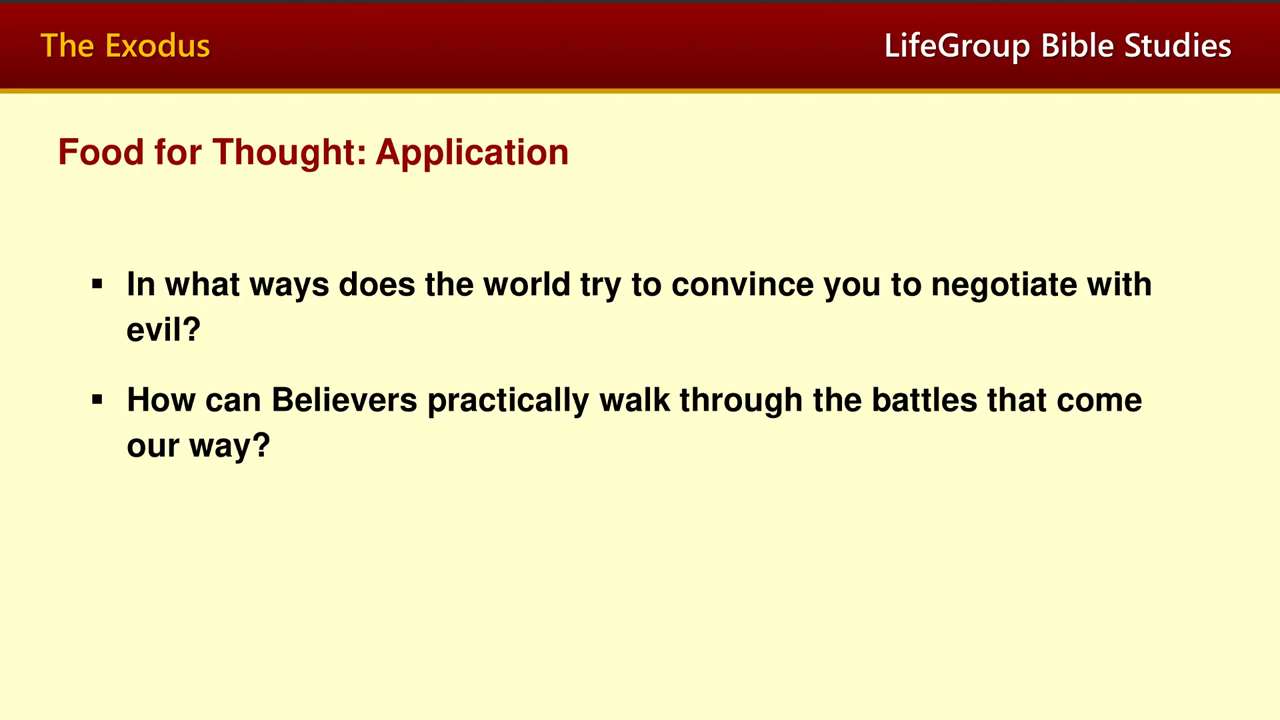 The Exodus
LifeGroup Bible Studies
Food for Thought: Application
▪ In what ways does the world try to convince you to negotiate with
evil?
▪ How can Believers practically walk through the battles that come
our way?